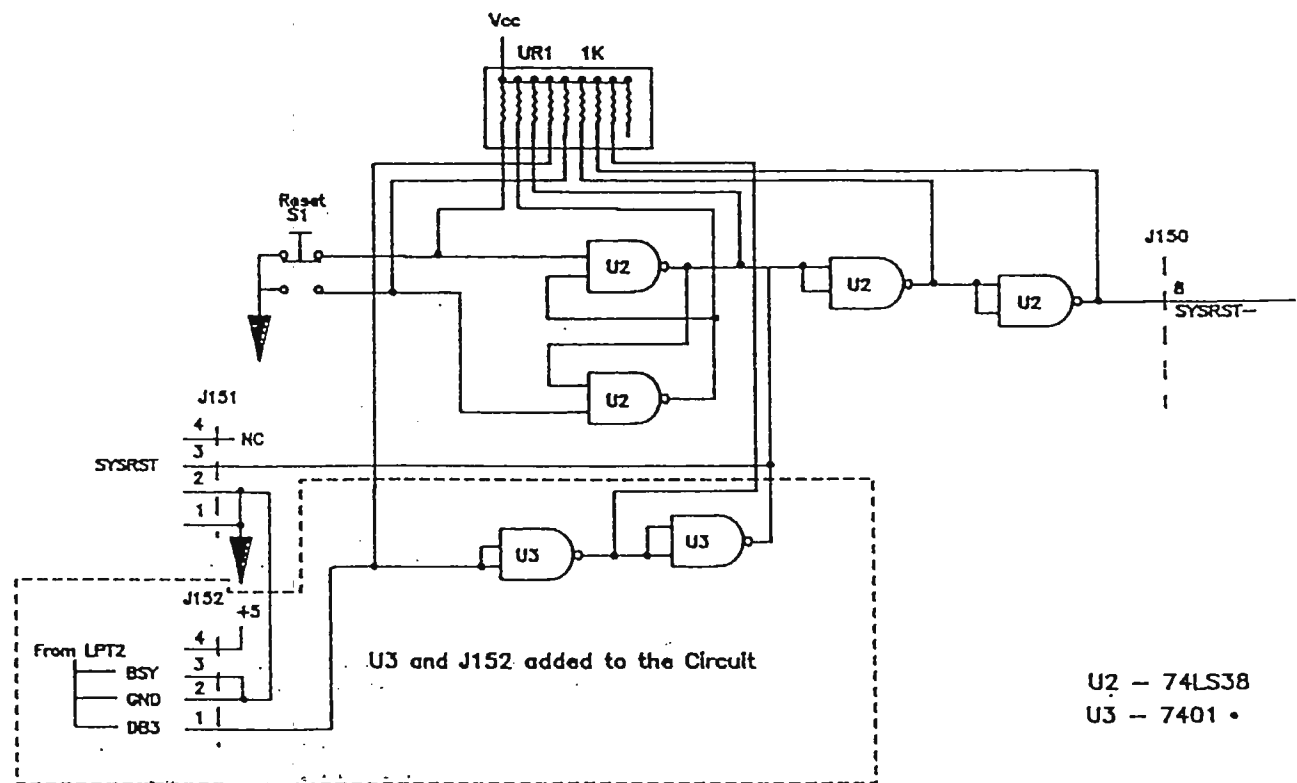 Vcc
UR1 1K
Reset
S1
U2
U2
U2
U2
J150
8
SYSRST-
J151
4
NC
3
SYSRST
2
1
U3
U3
J152
+5
From LPT2
4
BSY
3
GND
2
DB3
1
U3 and J152 added to the Circuit
U2 - 74LS38
U3 - 7401